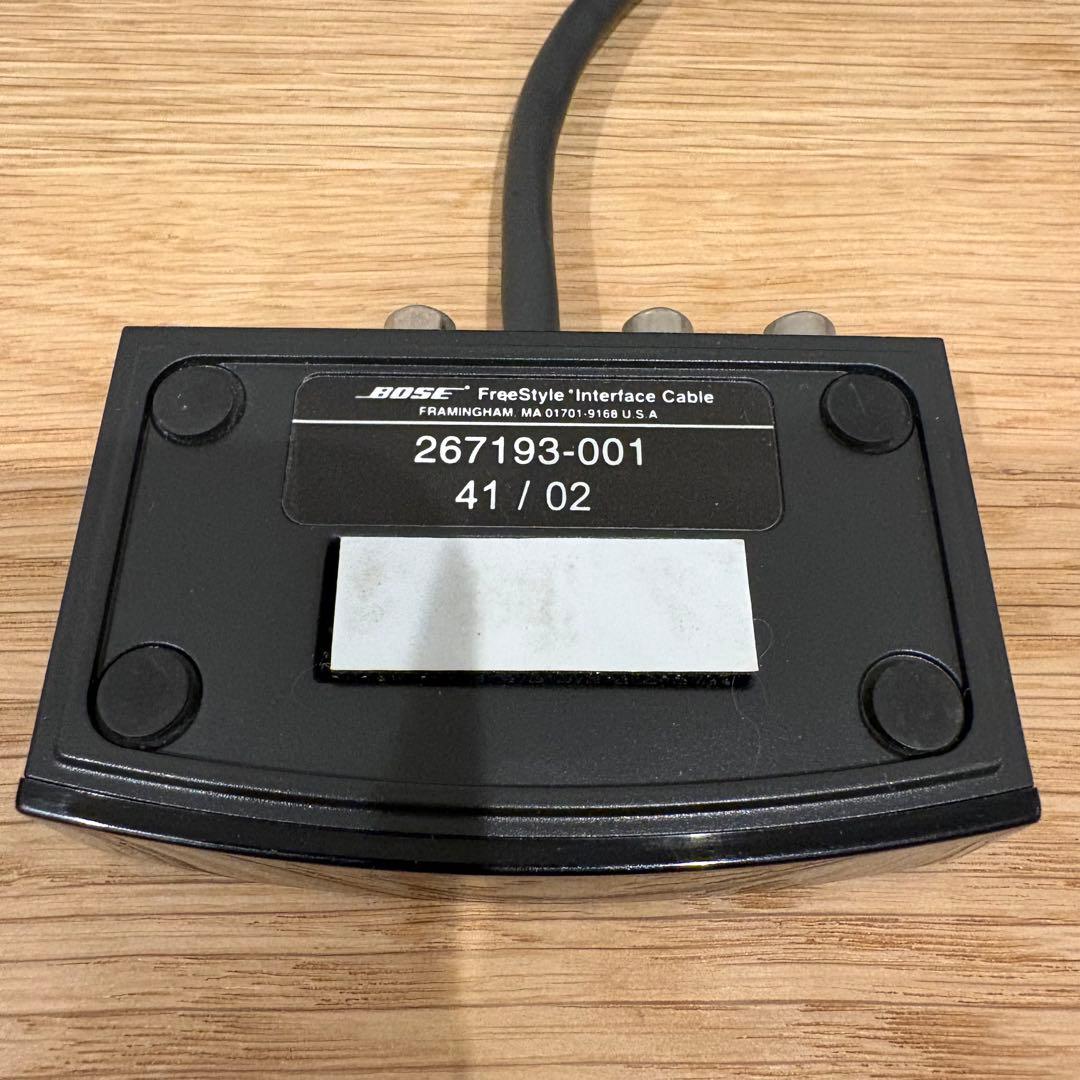 BOSE® FreeStyle® Interface Cable
FRAMINGHAM, MA 01701-9168 U.S.A
267193-001
41 / 02